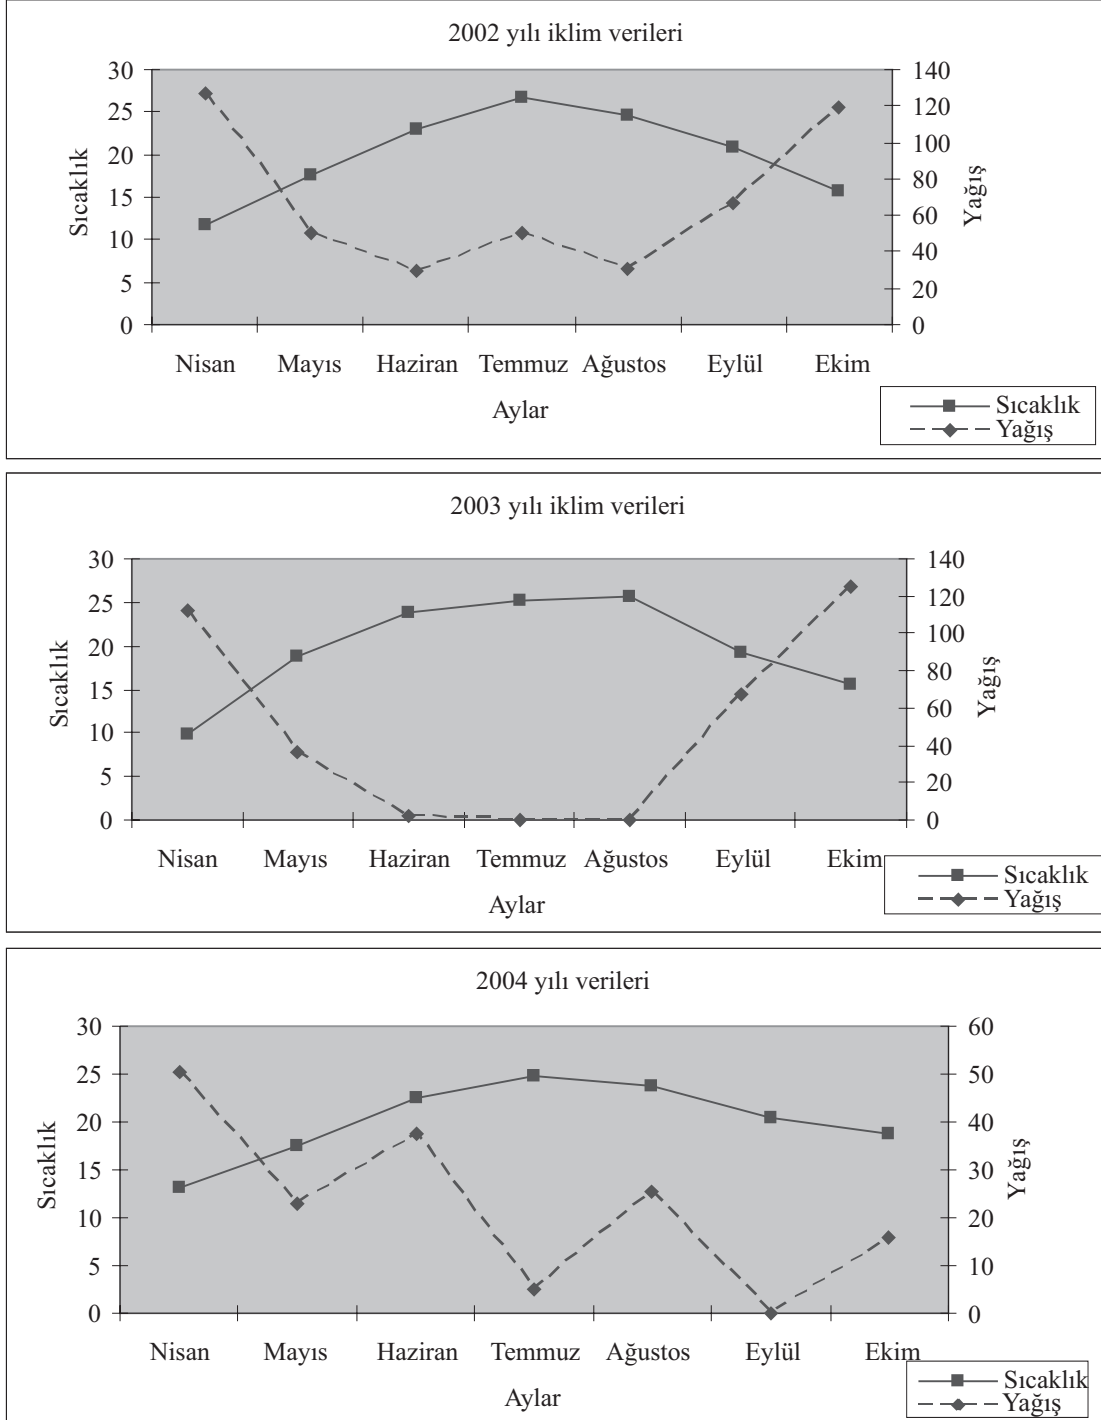 2002 yılı iklim verileri
30
25
20
15
10
5
0
Sıcaklık
140
120
100
80
60
40
20
0
Yağış
Nisan Mayıs Haziran Temmuz Ağustos Eylül Ekim
Aylar
Sıcaklık
Yağış
2003 yılı iklim verileri
30
25
20
15
10
5
0
Sıcaklık
140
120
100
80
60
40
20
0
Yağış
Nisan Mayıs Haziran Temmuz Ağustos Eylül Ekim
Aylar
Sıcaklık
Yağış
2004 yılı verileri
30
25
20
15
10
5
0
Sıcaklık
60
50
40
30
20
10
0
Yağış
Nisan Mayıs Haziran Temmuz Ağustos Eylül Ekim
Aylar
Sıcaklık
Yağış